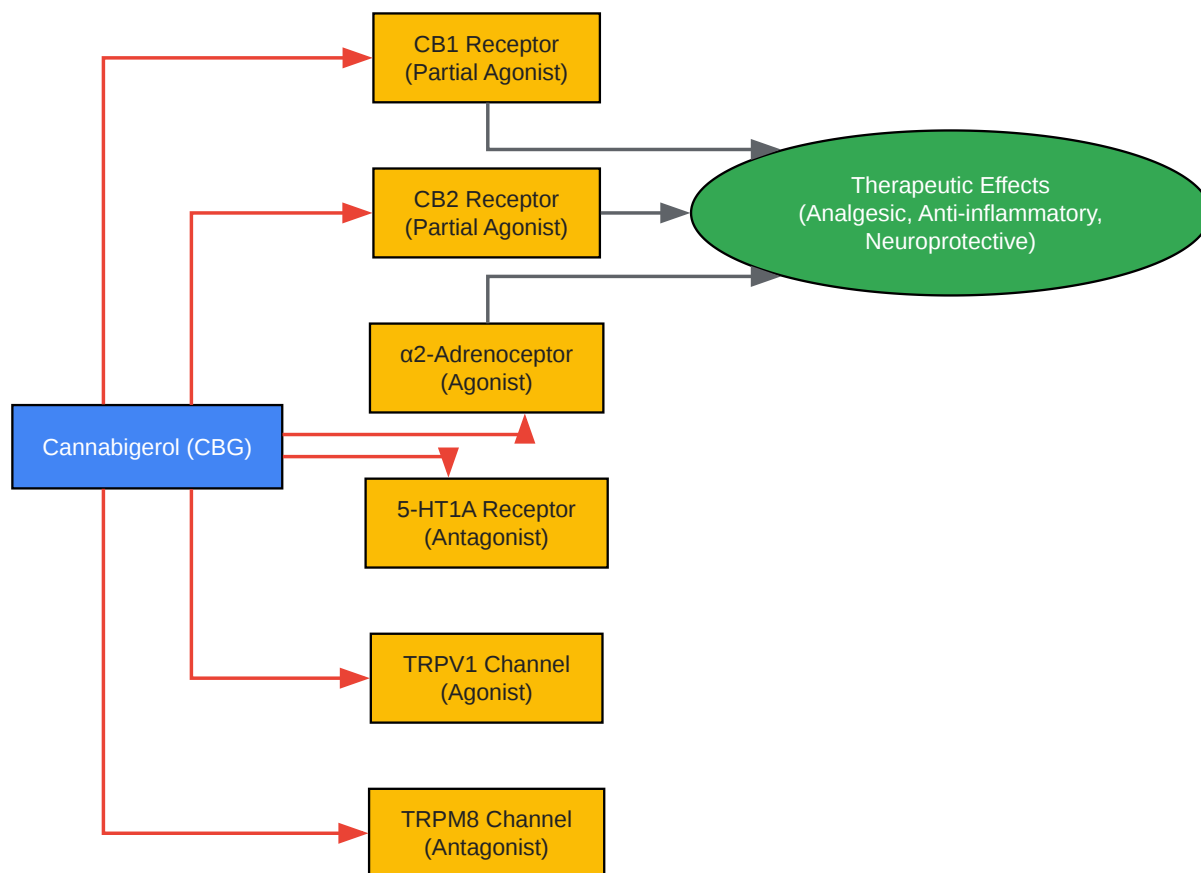 CB1 Receptor
(Partial Agonist)
CB2 Receptor
(Partial Agonist)
Therapeutic Effects
(Analgesic, Anti-inflammatory,
Neuroprotective)
α2-Adrenoceptor
(Agonist)
Cannabigerol (CBG)
5-HT1A Receptor
(Antagonist)
TRPV1 Channel
(Agonist)
TRPM8 Channel
(Antagonist)